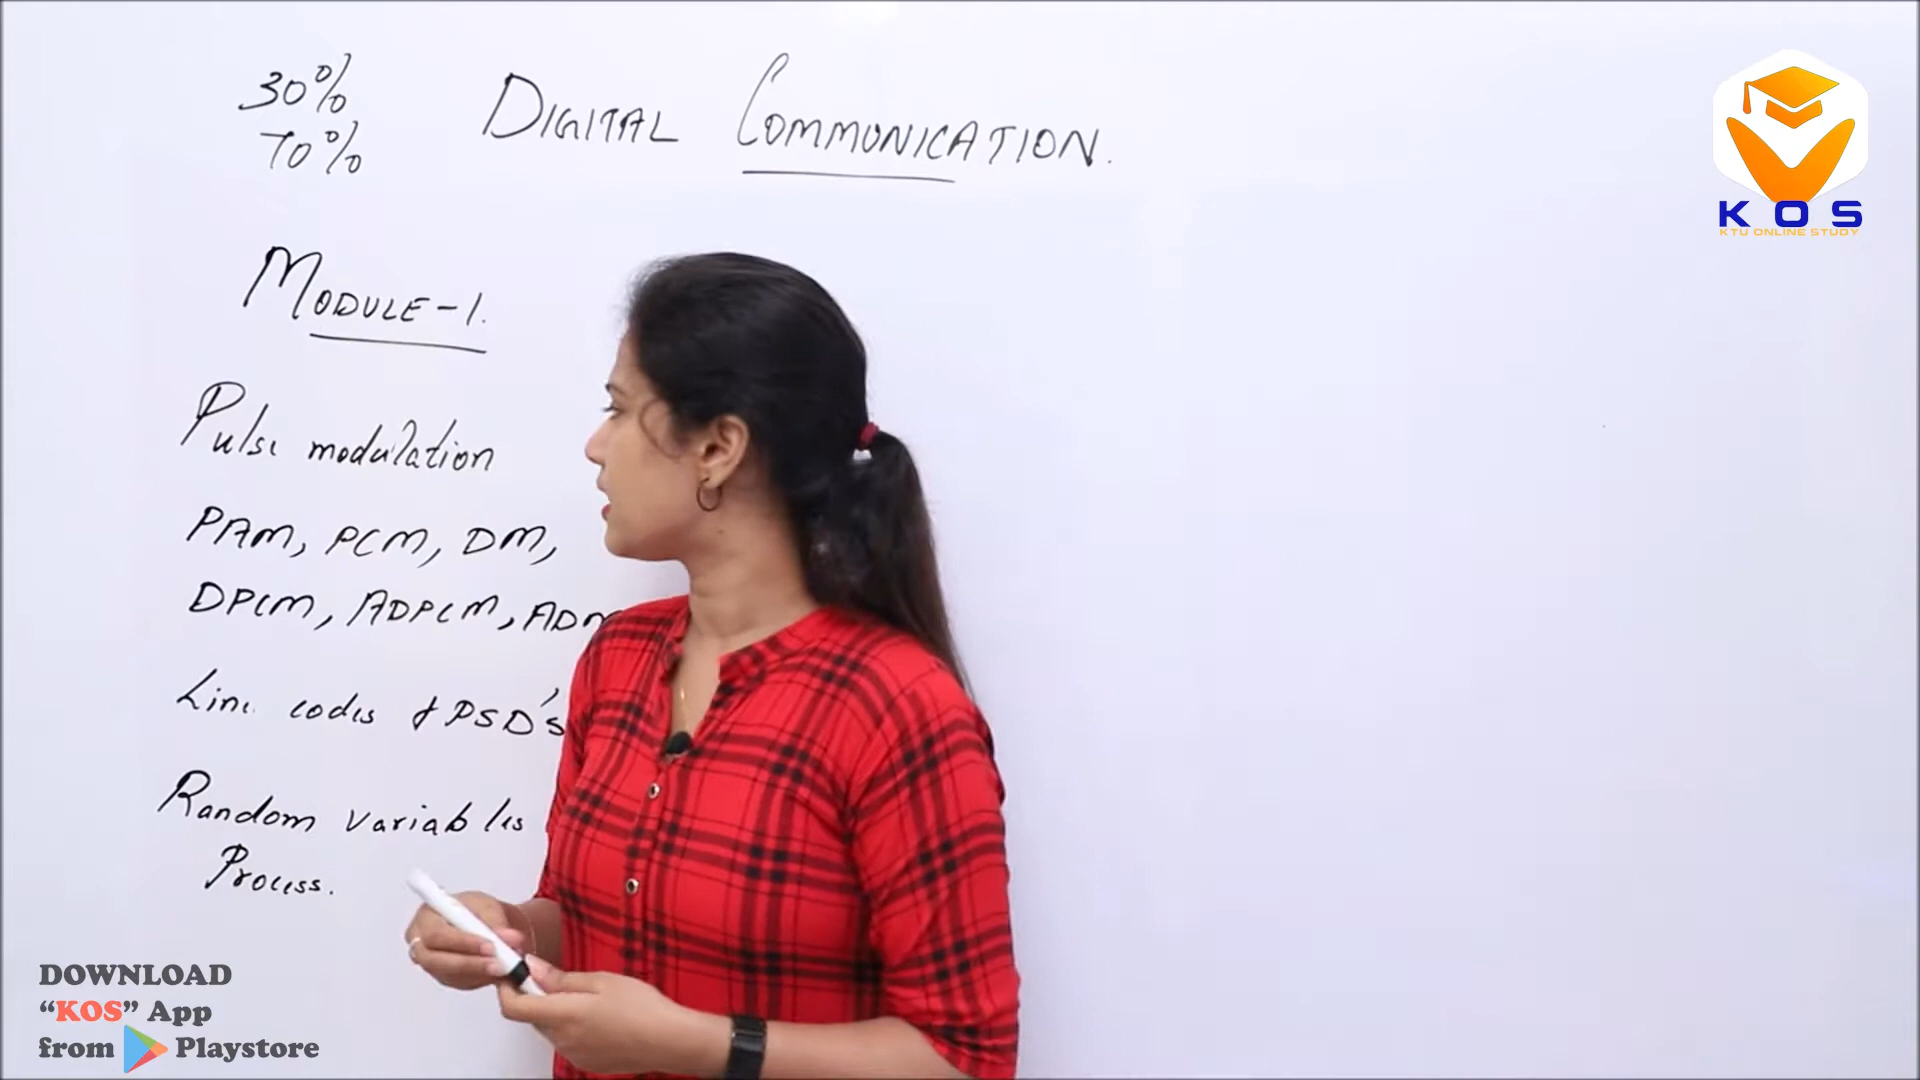 30%
70%
DIGITAL COMMUNICATION.
MODULE-1.
Pulse modulation
PAM, PCM, DM,
DPCM, ADPCM, ADM
Line codes & PSD's
Random variables
Process.
KOS
KTU ONLINE STUDY
DOWNLOAD
“KOS” App
from Playstore